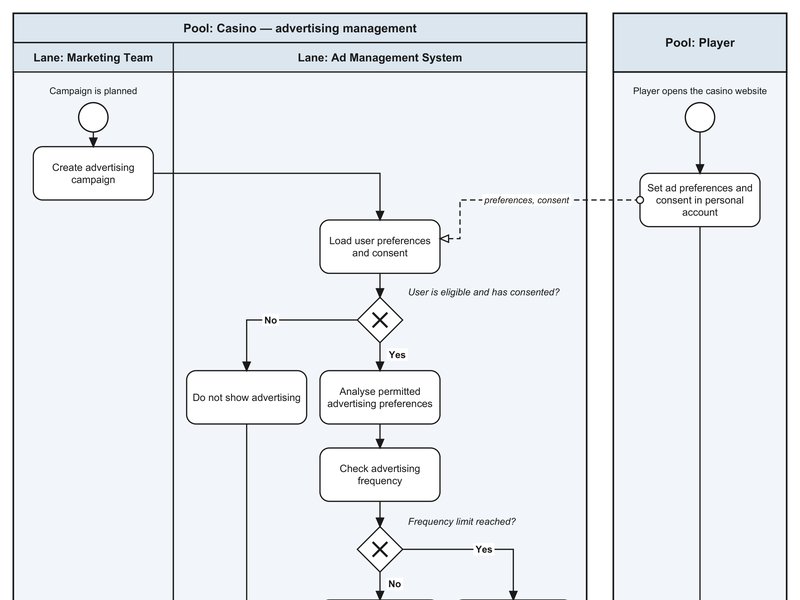 Pool: Casino — advertising management
Pool: Player
Lane: Marketing Team
Lane: Ad Management System
Campaign is planned
Player opens the casino website
Create advertising
campaign
Set ad preferences and
consent in personal
account
preferences, consent
Load user preferences
and consent
User is eligible and has consented?
No
Yes
Do not show advertising
Analyse permitted
advertising preferences
Check advertising
frequency
Frequency limit reached?
Yes
No